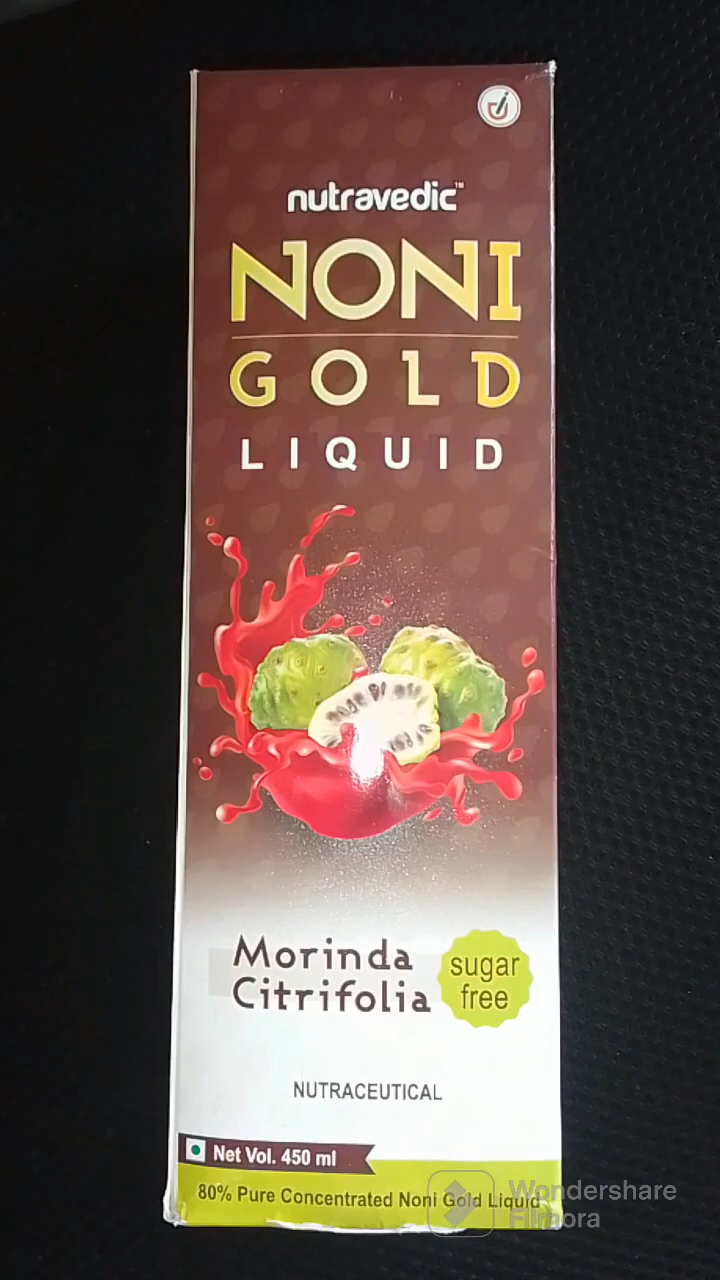 nutravedic™
NONI
GOLD
LIQUID
Morinda
Citrifolia
sugar
free
NUTRACEUTICAL
Net Vol. 450 ml
80% Pure Concentrated Noni Gold Liquid
Wondershare
Filmora